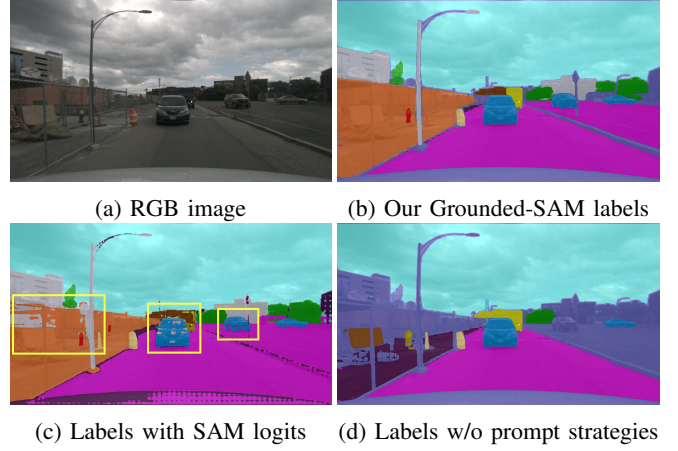 (a) RGB image
(b) Our Grounded-SAM labels
(c) Labels with SAM logits
(d) Labels w/o prompt strategies